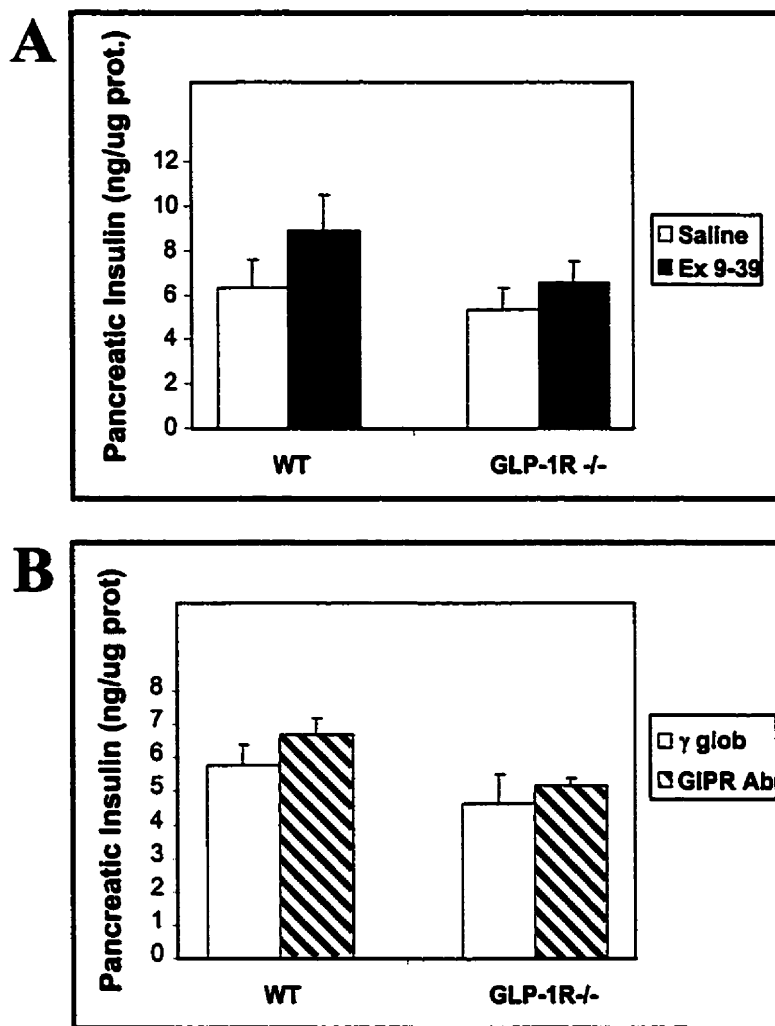 A
Pancreatic Insulin (ng/ug prot.)
12
10
8
6
4
2
0
WT
GLP-1R -/-
Saline
Ex 9-39
B
Pancreatic Insulin (ng/ug prot)
8
7
6
5
4
3
2
1
0
WT
GLP-1R-/-
γ glob
GIPR Ab